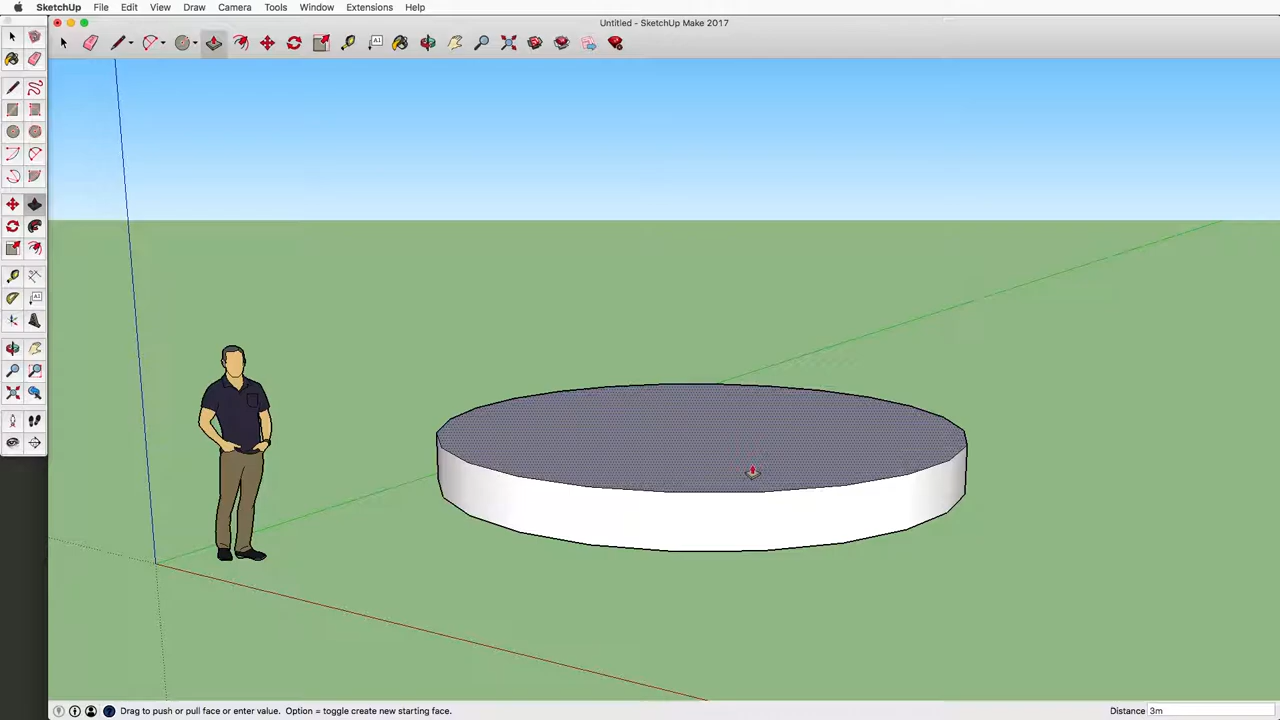 SketchUp File Edit View Draw Camera Tools Window Extensions Help
Untitled - SketchUp Make 2017
Drag to push or pull face or enter value. Option = toggle create new starting face. Distance 3m